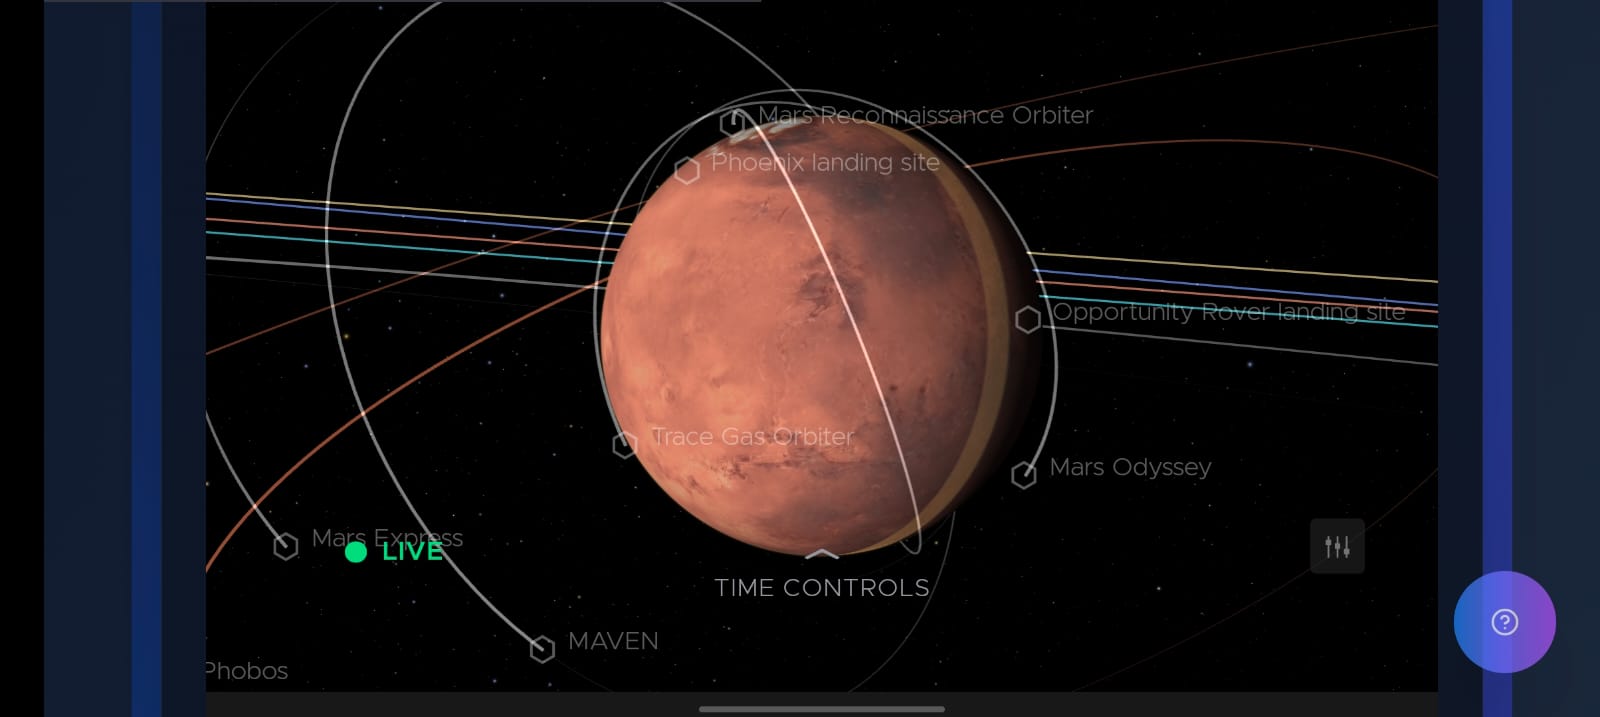 Mars Reconnaissance Orbiter
Phoenix landing site
Opportunity Rover landing site
Trace Gas Orbiter
Mars Odyssey
Mars Express
LIVE
TIME CONTROLS
MAVEN
Phobos